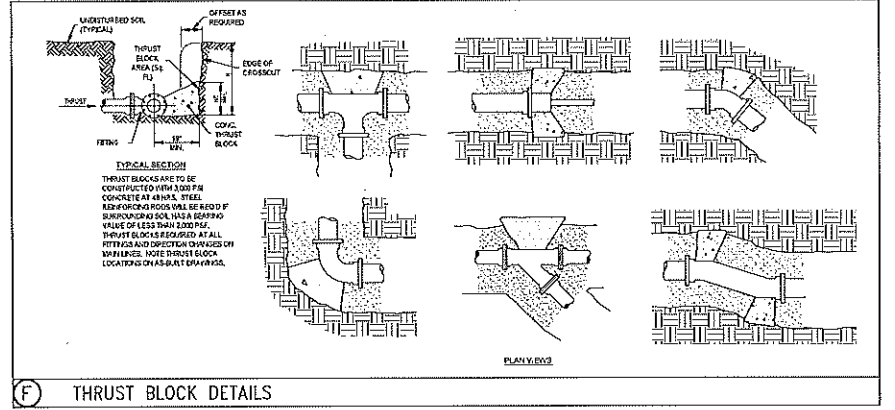 UNDISTURBED SOIL
(TYPICAL)
OFFSET AS
REQUIRED
THRUST
BLOCK
AREA (SQ.
FT.)
EDGE OF
CROSSCUT
THRUST
FITTING
18"
MIN.
CONC.
THRUST
BLOCK
TYPICAL SECTION
THRUST BLOCKS ARE TO BE
CONSTRUCTED WITH 3,000 PSI
CONCRETE AT 48 HRS. STEEL
REINFORCING RODS WILL BE REQ'D IF
SURROUNDING SOIL HAS A BEARING
VALUE OF LESS THAN 2,000 PSF.
THRUST BLOCKS REQUIRED AT ALL
FITTINGS AND DIRECTION CHANGES ON
MAIN LINES. NOTE THRUST BLOCK
LOCATIONS ON AS-BUILT DRAWINGS.
PLAN VIEWS
F THRUST BLOCK DETAILS